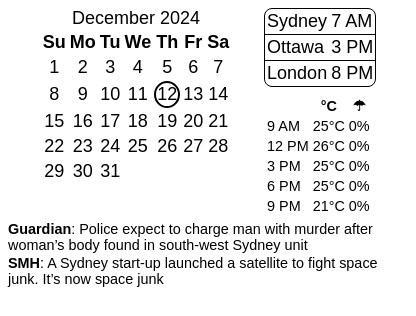 December 2024
Su Mo Tu We Th Fr Sa
1 2 3 4 5 6 7
8 9 10 11 12 13 14
15 16 17 18 19 20 21
22 23 24 25 26 27 28
29 30 31
Sydney 7 AM
Ottawa 3 PM
London 8 PM
°C ☂
9 AM 25°C 0%
12 PM 26°C 0%
3 PM 25°C 0%
6 PM 25°C 0%
9 PM 21°C 0%
Guardian: Police expect to charge man with murder after
woman’s body found in south-west Sydney unit
SMH: A Sydney start-up launched a satellite to fight space
junk. It’s now space junk